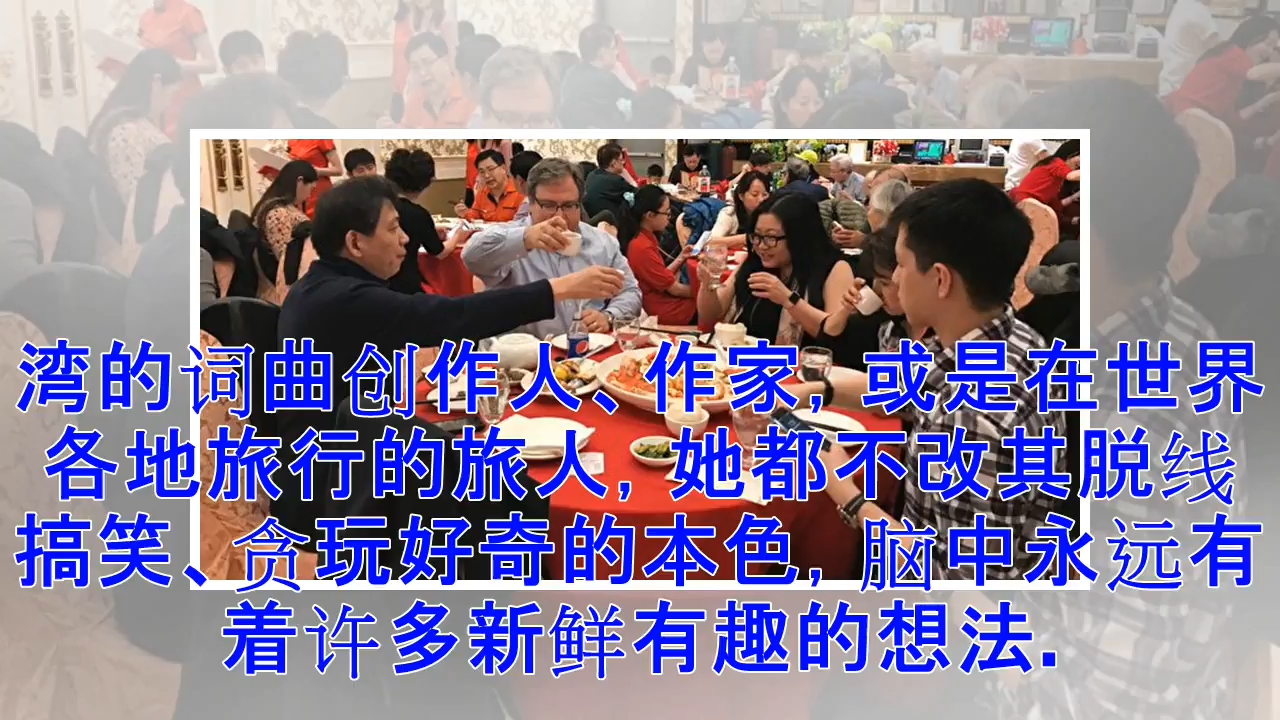 湾的词曲创作人、作家, 或是在世界
各地旅行的旅人, 她都不改其脱线
搞笑、贪玩好奇的本色, 脑中永远有
着许多新鲜有趣的想法.